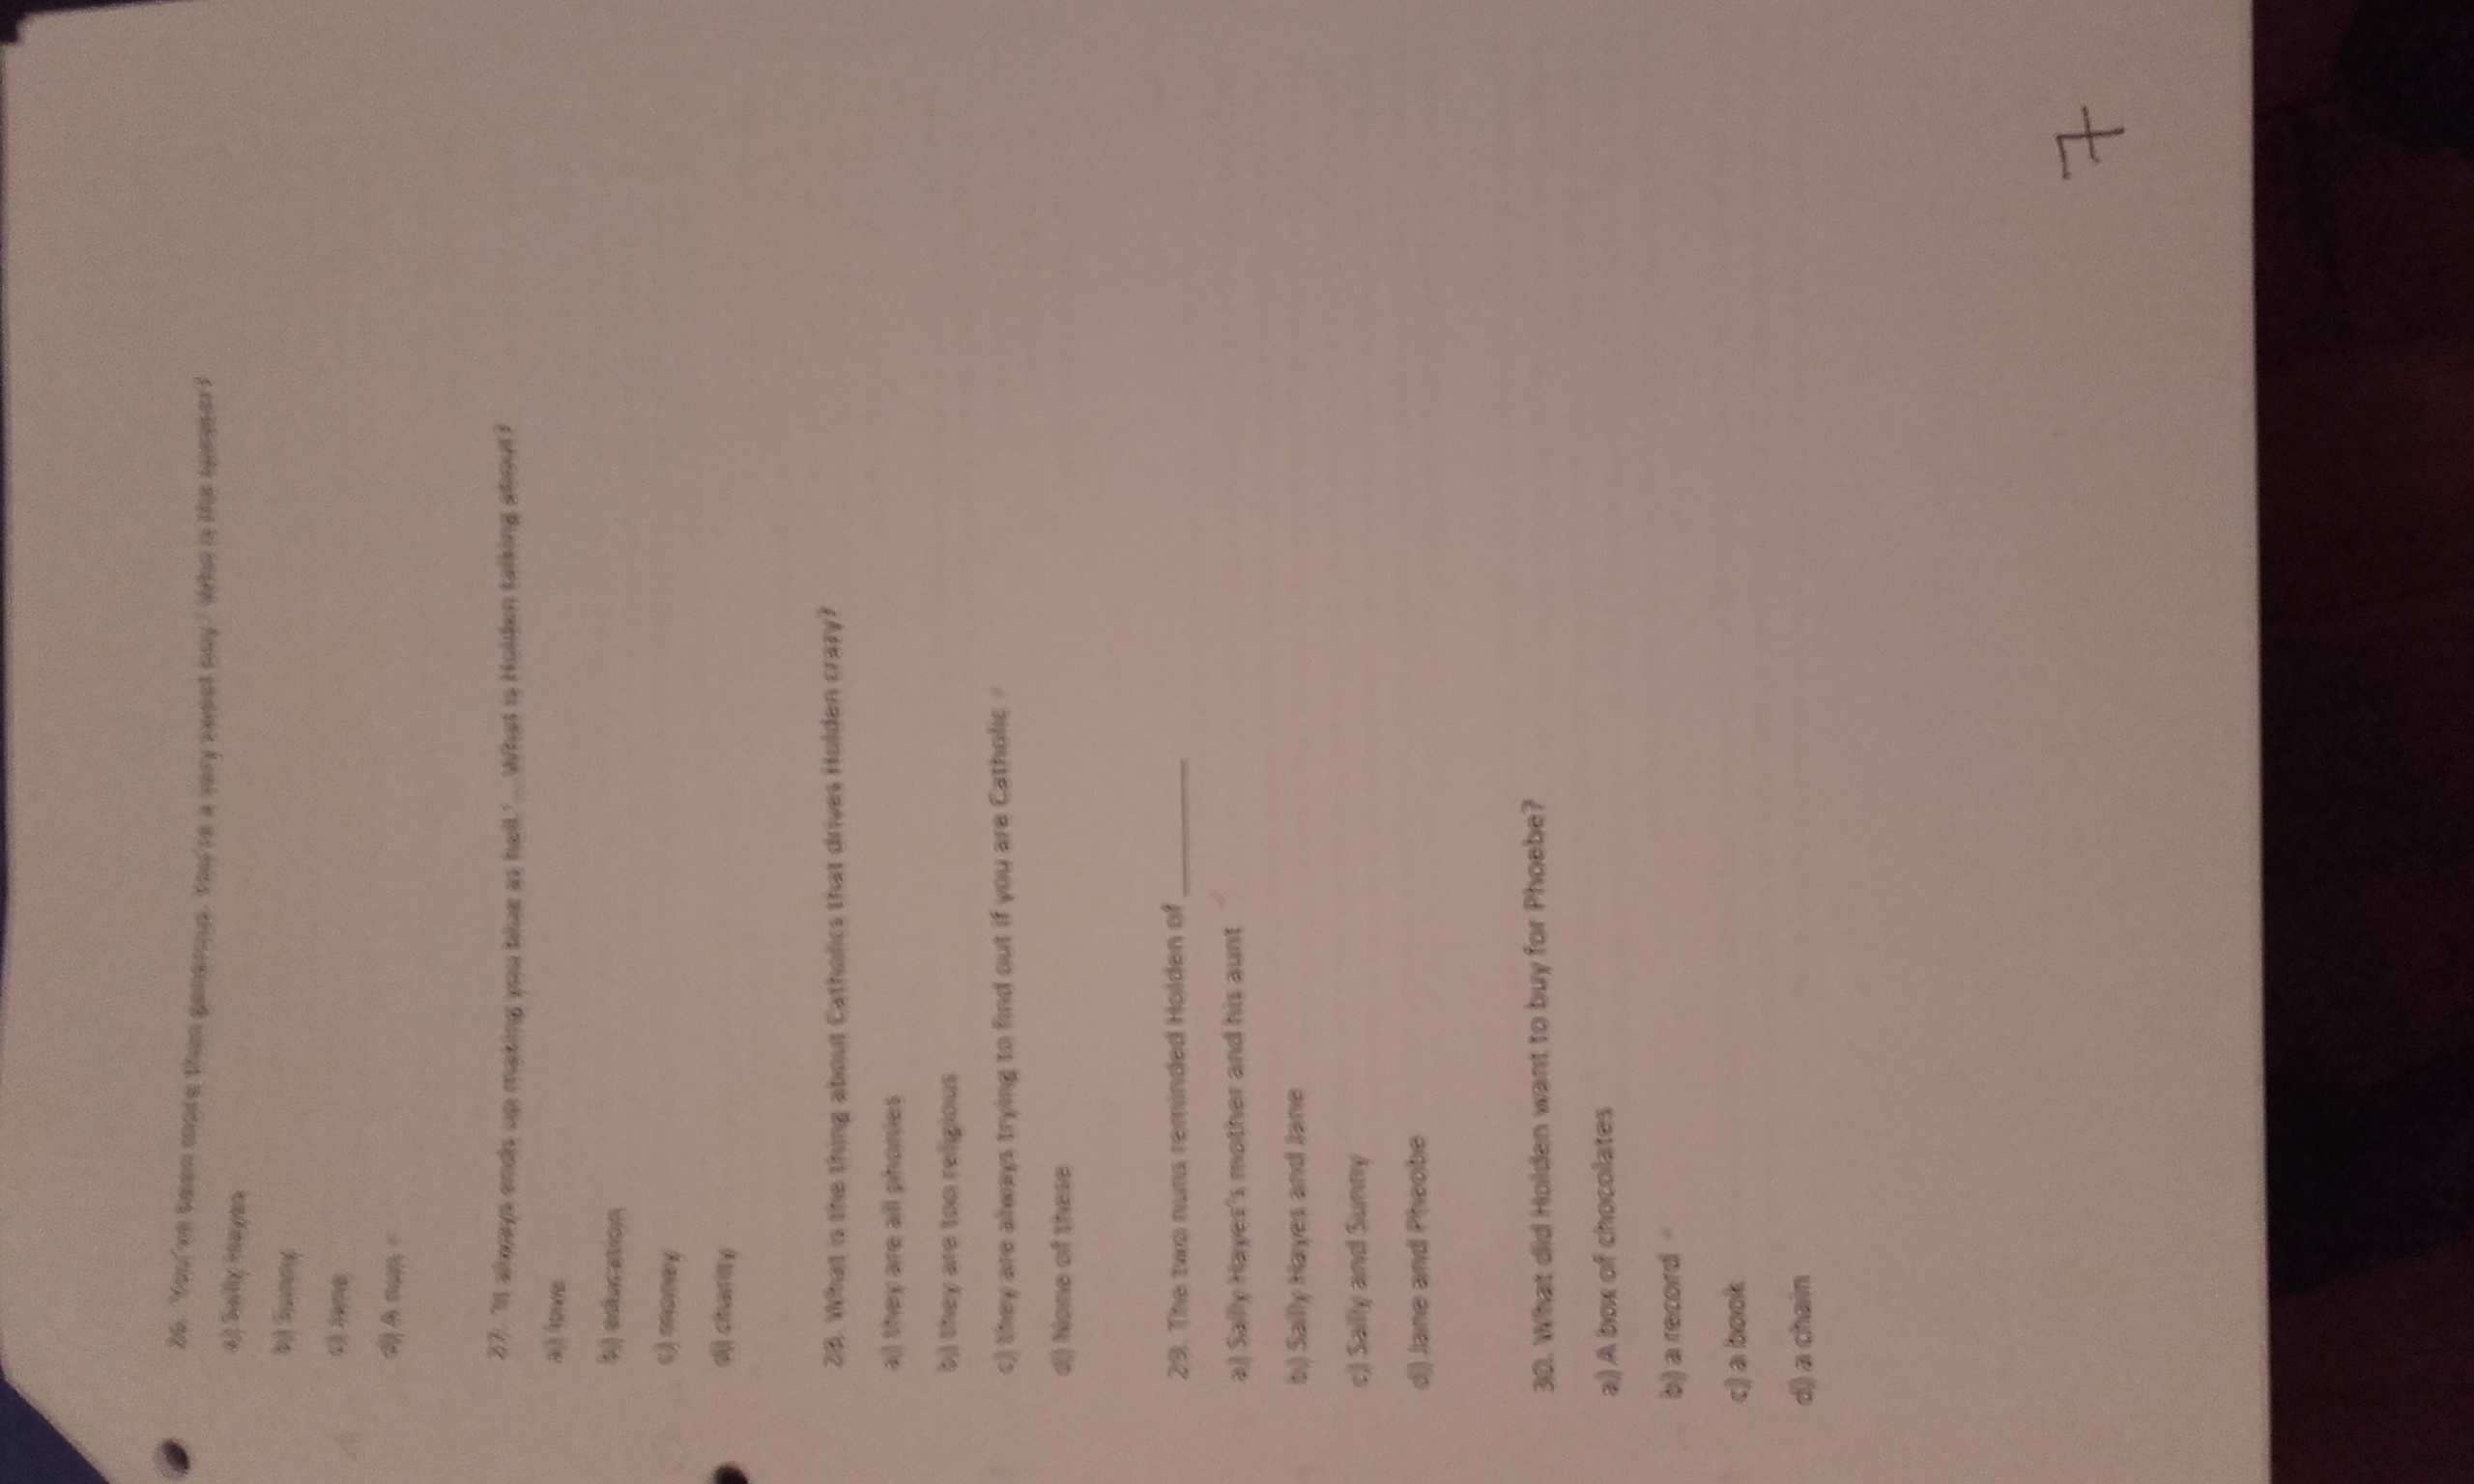 26. 'You've been more than generous. You're a very sweet boy.' Who is the speaker?
a) Sally Hayes
b) Sunny
c) Jane
d) A nun
27. 'It always ends up making you blue as hell.' What is Holden talking about?
a) love
b) education
c) money
d) charity
28. What is the thing about Catholics that drives Holden crazy?
a) they are all phonies
b) they are too religious
c) they are always trying to find out if you are Catholic
d) None of these
29. The two nuns reminded Holden of ________
a) Sally Hayes's mother and his aunt
b) Sally Hayes and Jane
c) Sally and Sunny
d) Jane and Pheobe
30. What did Holden want to buy for Phoebe?
a) A box of chocolates
b) a record
c) a book
d) a chain
7